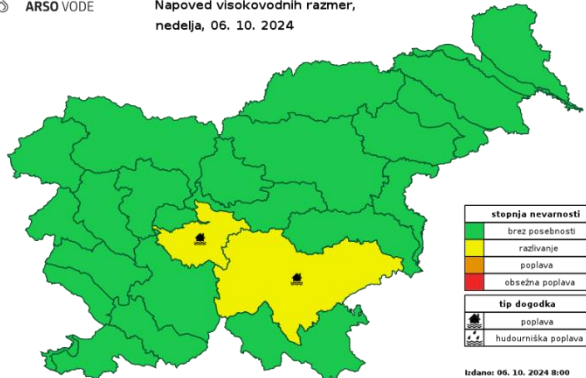 ARSO VODE
Napoved visokovodnih razmer,
nedelja, 06. 10. 2024
stopnja nevarnosti
brez posebnosti
razlivanje
poplava
obsežna poplava
tip dogodka
poplava
hudourniška poplava
Izdano: 06. 10. 2024 8:00